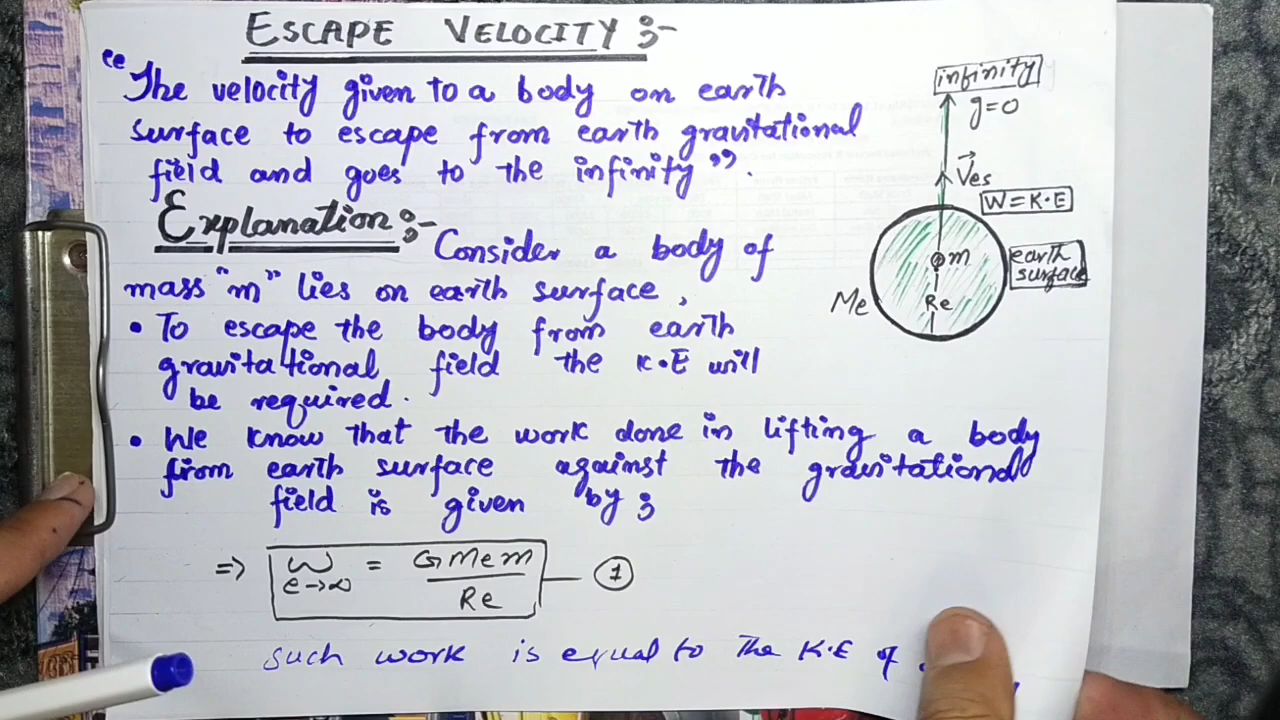 ESCAPE VELOCITY :-
"The velocity given to a body on earth
surface to escape from earth gravitational
field and goes to the infinity".
Explanation :- Consider a body of
mass "m" lies on earth surface,
• To escape the body from earth
gravitational field the K.E will
be required.
• We know that the work done in lifting a body
from earth surface against the gravitational
field is given by ;
=> W e→∞ = GMem / Re — 1
such work is equal to the K.E of
infinity
g=0
Ves
W=K.E
m
earth
surface
Me
Re